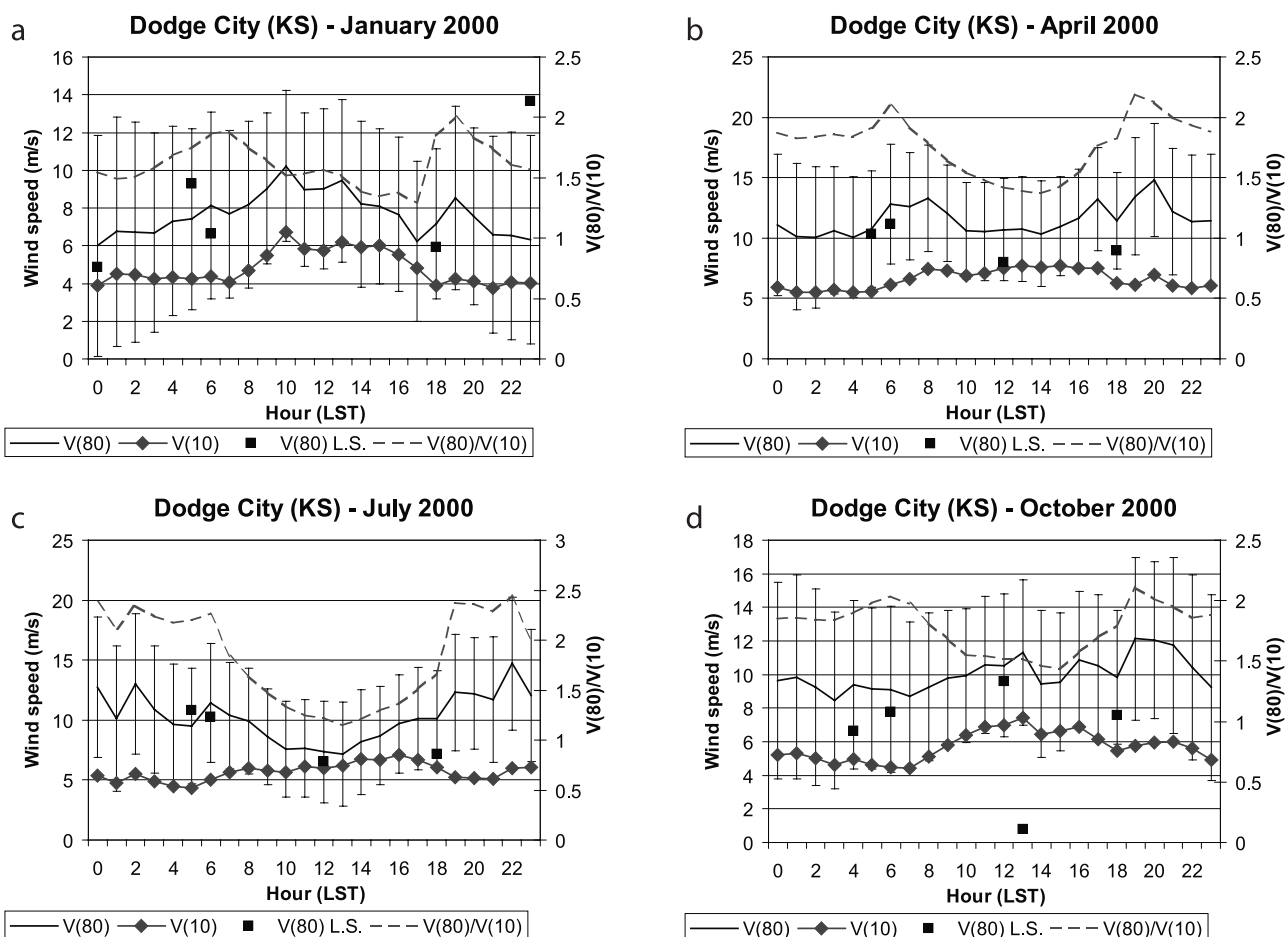 a
Dodge City (KS) - January 2000
Wind speed (m/s)
16
14
12
10
8
6
4
2
0
2.5
2
1.5
1
0.5
0
V(80)/V(10)
0 2 4 6 8 10 12 14 16 18 20 22
Hour (LST)
V(80) V(10) V(80) L.S. V(80)/V(10)
b
Dodge City (KS) - April 2000
Wind speed (m/s)
25
20
15
10
5
0
2.5
2
1.5
1
0.5
0
V(80)/V(10)
0 2 4 6 8 10 12 14 16 18 20 22
Hour (LST)
V(80) V(10) V(80) L.S. V(80)/V(10)
c
Dodge City (KS) - July 2000
Wind speed (m/s)
25
20
15
10
5
0
3
2.5
2
1.5
1
0.5
0
V(80)/V(10)
0 2 4 6 8 10 12 14 16 18 20 22
Hour (LST)
V(80) V(10) V(80) L.S. V(80)/V(10)
d
Dodge City (KS) - October 2000
Wind speed (m/s)
18
16
14
12
10
8
6
4
2
0
2.5
2
1.5
1
0.5
0
V(80)/V(10)
0 2 4 6 8 10 12 14 16 18 20 22
Hour (LST)
V(80) V(10) V(80) L.S. V(80)/V(10)